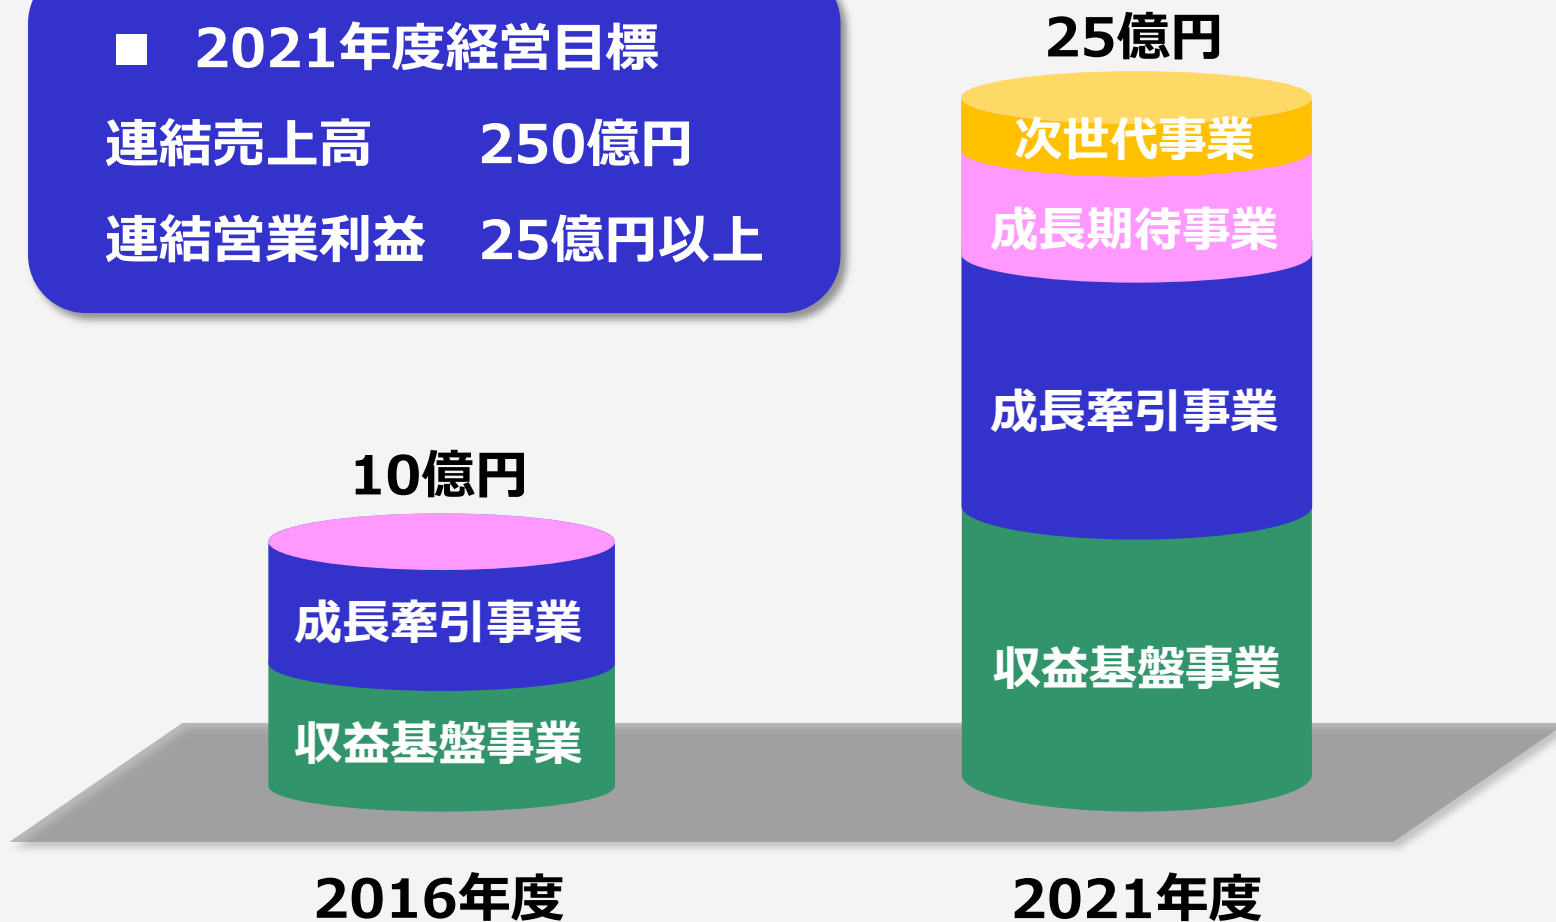 ■ 2021年度経営目標
連結売上高 250億円
連結営業利益 25億円以上
25億円
次世代事業
成長期待事業
成長牽引事業
収益基盤事業
10億円
成長牽引事業
収益基盤事業
2016年度
2021年度